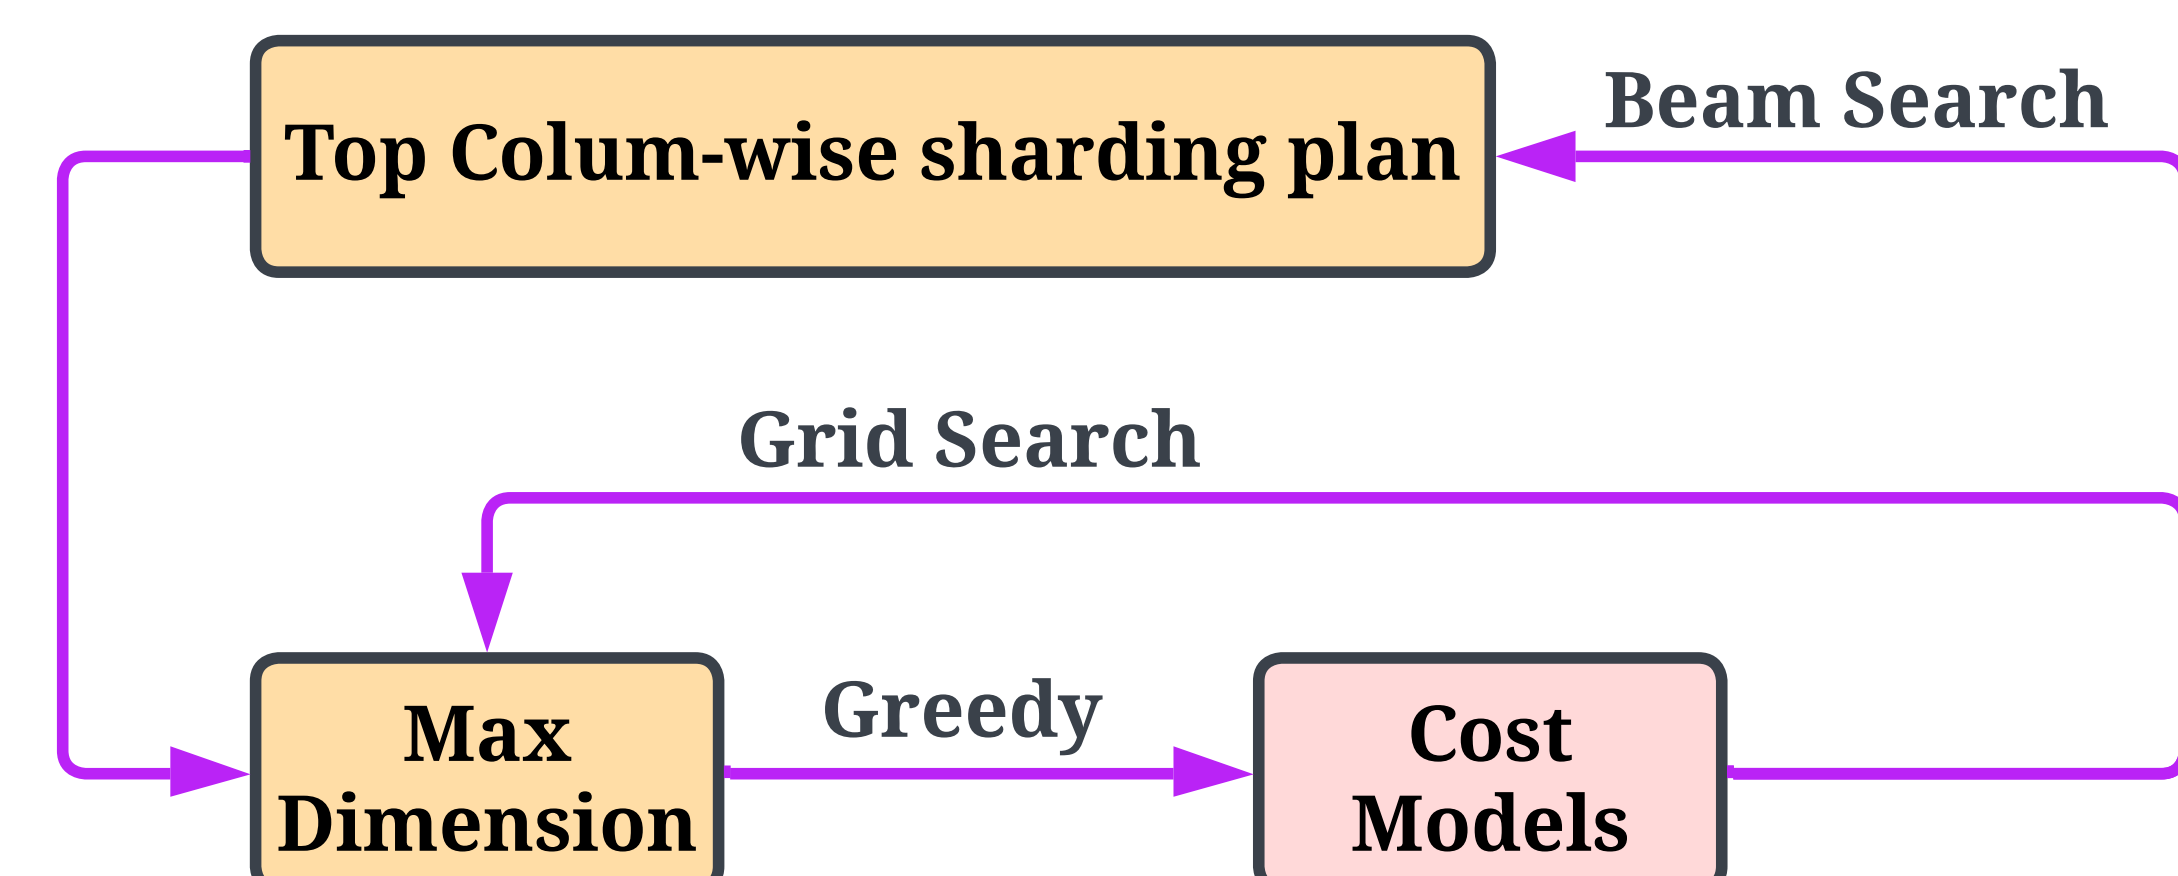 Beam Search
Top Colum-wise sharding plan
Grid Search
Greedy
Max
Dimension
Cost
Models